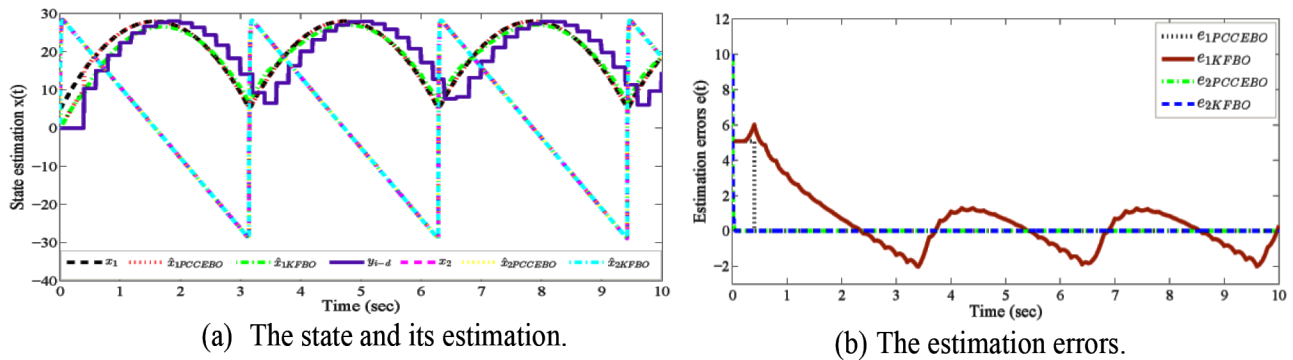 State estimation x(t)
30
20
10
0
−10
−20
−30
−40
x₁ x̂₁PCCEBO x̂₁KFBO yᵢ₋d x₂ x̂₂PCCEBO x̂₂KFBO
0 1 2 3 4 5 6 7 8 9 10
Time (sec)
(a) The state and its estimation.
Estimation errors e(t)
12
10
8
6
4
2
0
−2
e₁PCCEBO
e₁KFBO
e₂PCCEBO
e₂KFBO
0 1 2 3 4 5 6 7 8 9 10
Time (sec)
(b) The estimation errors.